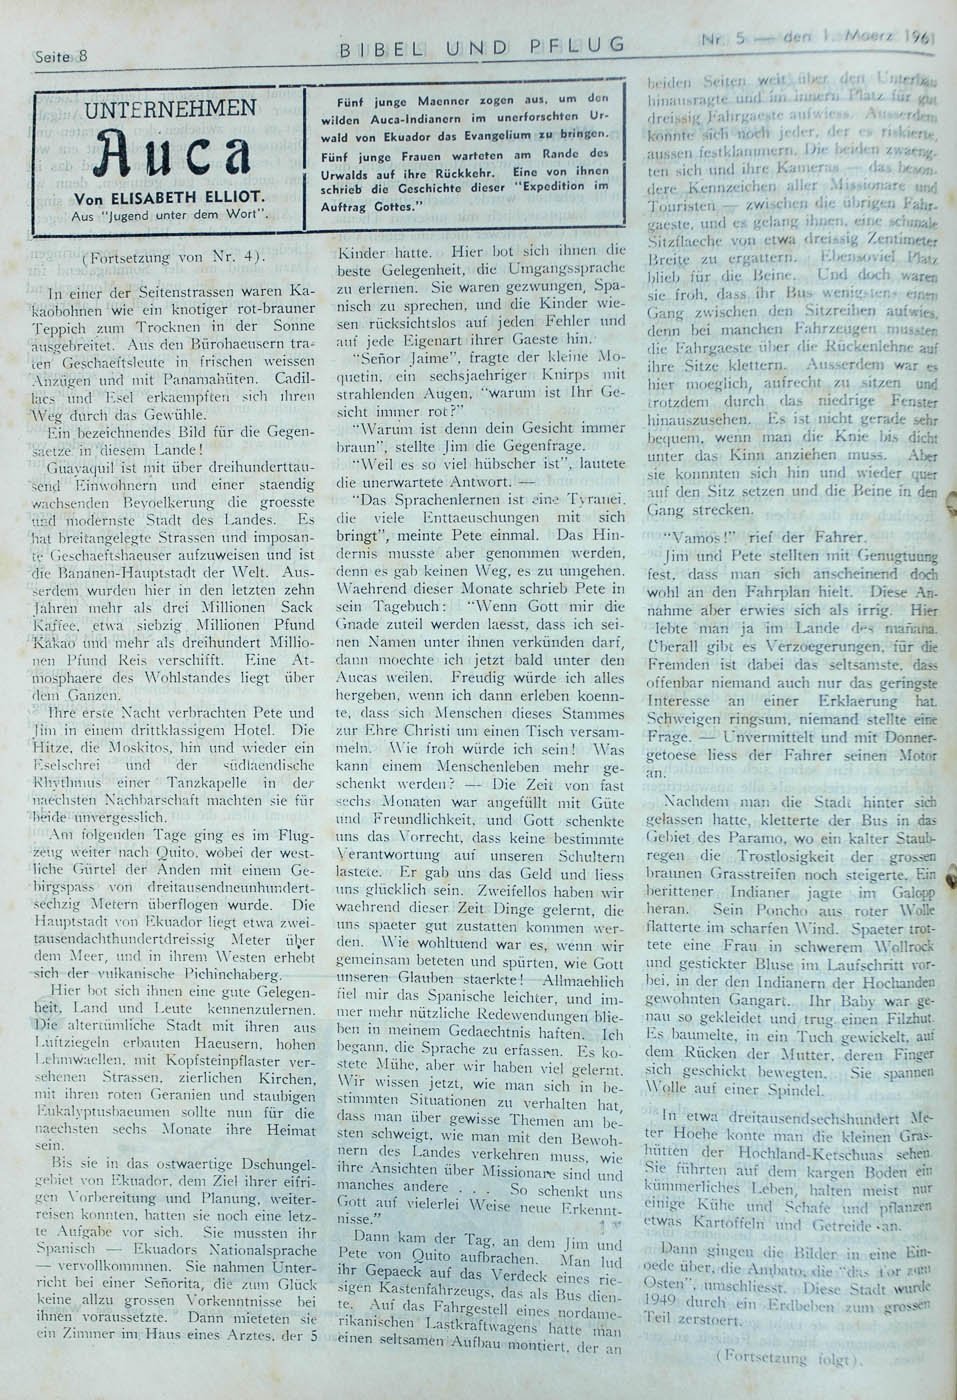 Seite 8
BIBEL UND PFLUG
Nr. 5 — den 1. Maerz 1961
UNTERNEHMEN
Auca
Von ELISABETH ELLIOT.
Aus "Jugend unter dem Wort".
Fünf junge Maenner zogen aus, um den
wilden Auca-Indianern im unerforschten Ur-
wald von Ekuador das Evangelium zu bringen.
Fünf junge Frauen warteten am Rande des
Urwalds auf ihre Rückkehr. Eine von ihnen
schrieb die Geschichte dieser "Expedition im
Auftrag Gottes."
(Fortsetzung von Nr. 4).
In einer der Seitenstrassen waren Ka-
kaobohnen wie ein knotiger rot-brauner
Teppich zum Trocknen in der Sonne
ausgebreitet. Aus den Bürohaeusern tra-
ten Geschaeftsleute in frischen weissen
Anzügen und mit Panamahüten. Cadil-
lacs und Esel erkaempften sich ihren
Weg durch das Gewühle.
Ein bezeichnendes Bild für die Gegen-
saetze in diesem Lande!
Guayaquil ist mit über dreihunderttau-
send Einwohnern und einer staendig
wachsenden Bevoelkerung die groesste
und modernste Stadt des Landes. Es
hat breitangelegte Strassen und imposan-
te Geschaeftshaeuser aufzuweisen und ist
die Bananen-Hauptstadt der Welt. Aus-
serdem wurden hier in den letzten zehn
Jahren mehr als drei Millionen Sack
Kaffee, etwa siebzig Millionen Pfund
Kakao und mehr als dreihundert Millio-
nen Pfund Reis verschifft. Eine At-
mosphaere des Wohlstandes liegt über
dem Ganzen.
Ihre erste Nacht verbrachten Pete und
Jim in einem drittklassigem Hotel. Die
Hitze, die Moskitos, hin und wieder ein
Eselschrei und der südlaendische
Rhythmus einer Tanzkapelle in der
naechsten Nachbarschaft machten sie für
beide unvergesslich.
Am folgenden Tage ging es im Flug-
zeug weiter nach Quito, wobei der west-
liche Gürtel der Anden mit einem Ge-
birgspass von dreitausendneunhundert-
sechzig Metern überflogen wurde. Die
Hauptstadt von Ekuador liegt etwa zwei-
tausendachthundertdreissig Meter über
dem Meer, und in ihrem Westen erhebt
sich der vulkanische Pichinchaberg.
Hier bot sich ihnen eine gute Gelegen-
heit, Land und Leute kennenzulernen.
Die altertümliche Stadt mit ihren aus
Luftziegeln erbauten Haeusern, hohen
Lehmwaellen, mit Kopfsteinpflaster ver-
sehenen Strassen, zierlichen Kirchen,
mit ihren roten Geranien und staubigen
Eukalyptusbaeumen sollte nun für die
naechsten sechs Monate ihre Heimat
sein.
Bis sie in das ostwaertige Dschungel-
gebiet von Ekuador, dem Ziel ihrer eifri-
gen Vorbereitung und Planung, weiter-
reisen konnten, hatten sie noch eine letz-
te Aufgabe vor sich. Sie mussten ihr
Spanisch — Ekuadors Nationalsprache
— vervollkommnen. Sie nahmen Unter-
richt bei einer Señorita, die zum Glück
keine allzu grossen Vorkenntnisse bei
ihnen voraussetzte. Dann mieteten sie
ein Zimmer im Haus eines Arztes, der 5
Kinder hatte. Hier bot sich ihnen die
beste Gelegenheit, die Umgangssprache
zu erlernen. Sie waren gezwungen, Spa-
nisch zu sprechen, und die Kinder wie-
sen rücksichtslos auf jeden Fehler und
auf jede Eigenart ihrer Gaeste hin.
"Señor Jaime", fragte der kleine Mo-
quetin, ein sechsjaehriger Knirps mit
strahlenden Augen, "warum ist Ihr Ge-
sicht immer rot?"
"Warum ist denn dein Gesicht immer
braun", stellte Jim die Gegenfrage.
"Weil es so viel hübscher ist", lautete
die unerwartete Antwort. —
"Das Sprachenlernen ist eine Tyranei,
die viele Enttaeuschungen mit sich
bringt", meinte Pete einmal. Das Hin-
dernis musste aber genommen werden,
denn es gab keinen Weg, es zu umgehen.
Waehrend dieser Monate schrieb Pete in
sein Tagebuch: "Wenn Gott mir die
Gnade zuteil werden laesst, dass ich sei-
nen Namen unter ihnen verkünden darf,
dann moechte ich jetzt bald unter den
Aucas weilen. Freudig würde ich alles
hergeben, wenn ich dann erleben koenn-
te, dass sich Menschen dieses Stammes
zur Ehre Christi um einen Tisch versam-
meln. Wie froh würde ich sein! Was
kann einem Menschenleben mehr ge-
schenkt werden? — Die Zeit von fast
sechs Monaten war angefüllt mit Güte
und Freundlichkeit, und Gott schenkte
uns das Vorrecht, dass keine bestimmte
Verantwortung auf unseren Schultern
lastete. Er gab uns das Geld und liess
uns glücklich sein. Zweifellos haben wir
waehrend dieser Zeit Dinge gelernt, die
uns spaeter gut zustatten kommen wer-
den. Wie wohltuend war es, wenn wir
gemeinsam beteten und spürten, wie Gott
unseren Glauben staerkte! Allmaehlich
fiel mir das Spanische leichter, und im-
mer mehr nützliche Redewendungen blie-
ben in meinem Gedaechtnis haften. Ich
begann, die Sprache zu erfassen. Es ko-
stete Mühe, aber wir haben viel gelernt.
Wir wissen jetzt, wie man sich in be-
stimmten Situationen zu verhalten hat,
dass man über gewisse Themen am be-
sten schweigt, wie man mit den Bewoh-
nern des Landes verkehren muss, wie
ihre Ansichten über Missionare sind und
manches andere . . . So schenkt uns
Gott auf vielerlei Weise neue Erkennt-
nisse."
Dann kam der Tag, an dem Jim und
Pete von Quito aufbrachen. Man lud
ihr Gepaeck auf das Verdeck eines rie-
sigen Kastenfahrzeugs, das als Bus dien-
te. Auf das Fahrgestell eines nordame-
rikanischen Lastkraftwagens hatte man
einen seltsamen Aufbau montiert, der an
beiden Seiten weit über den Unterbau
hinausragte und im innern Platz für gut
dreissig Fahrgaeste aufwiess. Ausserdem
konnte sich noch jeder, der es riskierte,
aussen festklammern. Die beiden zwaeng-
ten sich und ihre Kameras — das beson-
dere Kennzeichen aller Missionare und
Touristen — zwischen die übrigen Fahr-
gaeste, und es gelang ihnen, eine schmale
Sitzflaeche von etwa dreissig Zentimeter
Breite zu ergattern. Ebensoviel Platz
blieb für die Beine. Und doch waren
sie froh, dass ihr Bus wenigstens einen
Gang zwischen den Sitzreihen aufwies,
denn bei manchen Fahrzeugen mussten
die Fahrgaeste über die Rückenlehne auf
ihre Sitze klettern. Ausserdem war es
hier moeglich, aufrecht zu sitzen und
trotzdem durch das niedrige Fenster
hinauszusehen. Es ist nicht gerade sehr
bequem, wenn man die Knie bis dicht
unter das Kinn anziehen muss. Aber
sie konnnten sich hin und wieder quer
auf den Sitz setzen und die Beine in den
Gang strecken.
"Vamos!" rief der Fahrer.
Jim und Pete stellten mit Genugtuung
fest, dass man sich anscheinend doch
wohl an den Fahrplan hielt. Diese An-
nahme aber erwies sich als irrig. Hier
lebte man ja im Lande des mañana.
Überall gibt es Verzoegerungen, für die
Fremden ist dabei das seltsamste, dass
offenbar niemand auch nur das geringste
Interesse an einer Erklaerung hat.
Schweigen ringsum, niemand stellte eine
Frage. — Unvermittelt und mit Donner-
getoese liess der Fahrer seinen Motor
an.
Nachdem man die Stadt hinter sich
gelassen hatte, kletterte der Bus in das
Gebiet des Paramo, wo ein kalter Staub-
regen die Trostlosigkeit der grossen
braunen Grasstreifen noch steigerte. Ein
berittener Indianer jagte im Galopp
heran. Sein Poncho aus roter Wolle
flatterte im scharfen Wind. Spaeter trot-
tete eine Frau in schwerem Wollrock
und gestickter Bluse im Laufschritt vor-
bei, in der den Indianern der Hochanden
gewohnten Gangart. Ihr Baby war ge-
nau so gekleidet und trug einen Filzhut.
Es baumelte, in ein Tuch gewickelt, auf
dem Rücken der Mutter, deren Finger
sich geschickt bewegten. Sie spannen
Wolle auf einer Spindel.
In etwa dreitausendsechshundert Me-
ter Hoehe konte man die kleinen Gras-
hütten der Hochland-Ketschuas sehen.
Sie führten auf dem kargen Boden ein
kümmerliches Leben, halten meist nur
einige Kühe und Schafe und pflanzen
etwas Kartoffeln und Getreide an.
Dann gingen die Bilder in eine Ein-
oede über, die Ambato, die "das Tor zum
Osten", umschliesst. Diese Stadt wurde
1949 durch ein Erdbeben zum grossen
Teil zerstoert.
(Fortsetzung folgt).